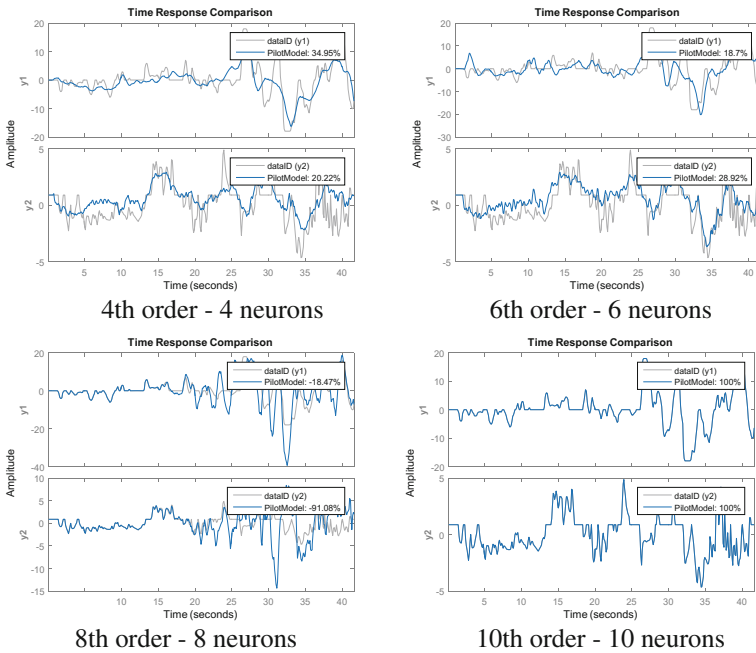 Time Response Comparison
20
10
0
-10
-20
y1
dataID (y1)
PilotModel: 34.95%
Amplitude
5
0
-5
y2
dataID (y2)
PilotModel: 20.22%
5 10 15 20 25 30 35 40
Time (seconds)
4th order - 4 neurons
Time Response Comparison
20
10
0
-10
-20
-30
y1
dataID (y1)
PilotModel: 18.7%
Amplitude
5
0
-5
y2
dataID (y2)
PilotModel: 28.92%
5 10 15 20 25 30 35 40
Time (seconds)
6th order - 6 neurons
Time Response Comparison
20
0
-20
-40
y1
dataID (y1)
PilotModel: -18.47%
Amplitude
10
5
0
-5
-10
-15
y2
dataID (y2)
PilotModel: -91.08%
10 15 20 25 30 35 40
Time (seconds)
8th order - 8 neurons
Time Response Comparison
20
10
0
-10
-20
y1
dataID (y1)
PilotModel: 100%
Amplitude
5
0
-5
y2
dataID (y2)
PilotModel: 100%
5 10 15 20 25 30 35 40
Time (seconds)
10th order - 10 neurons